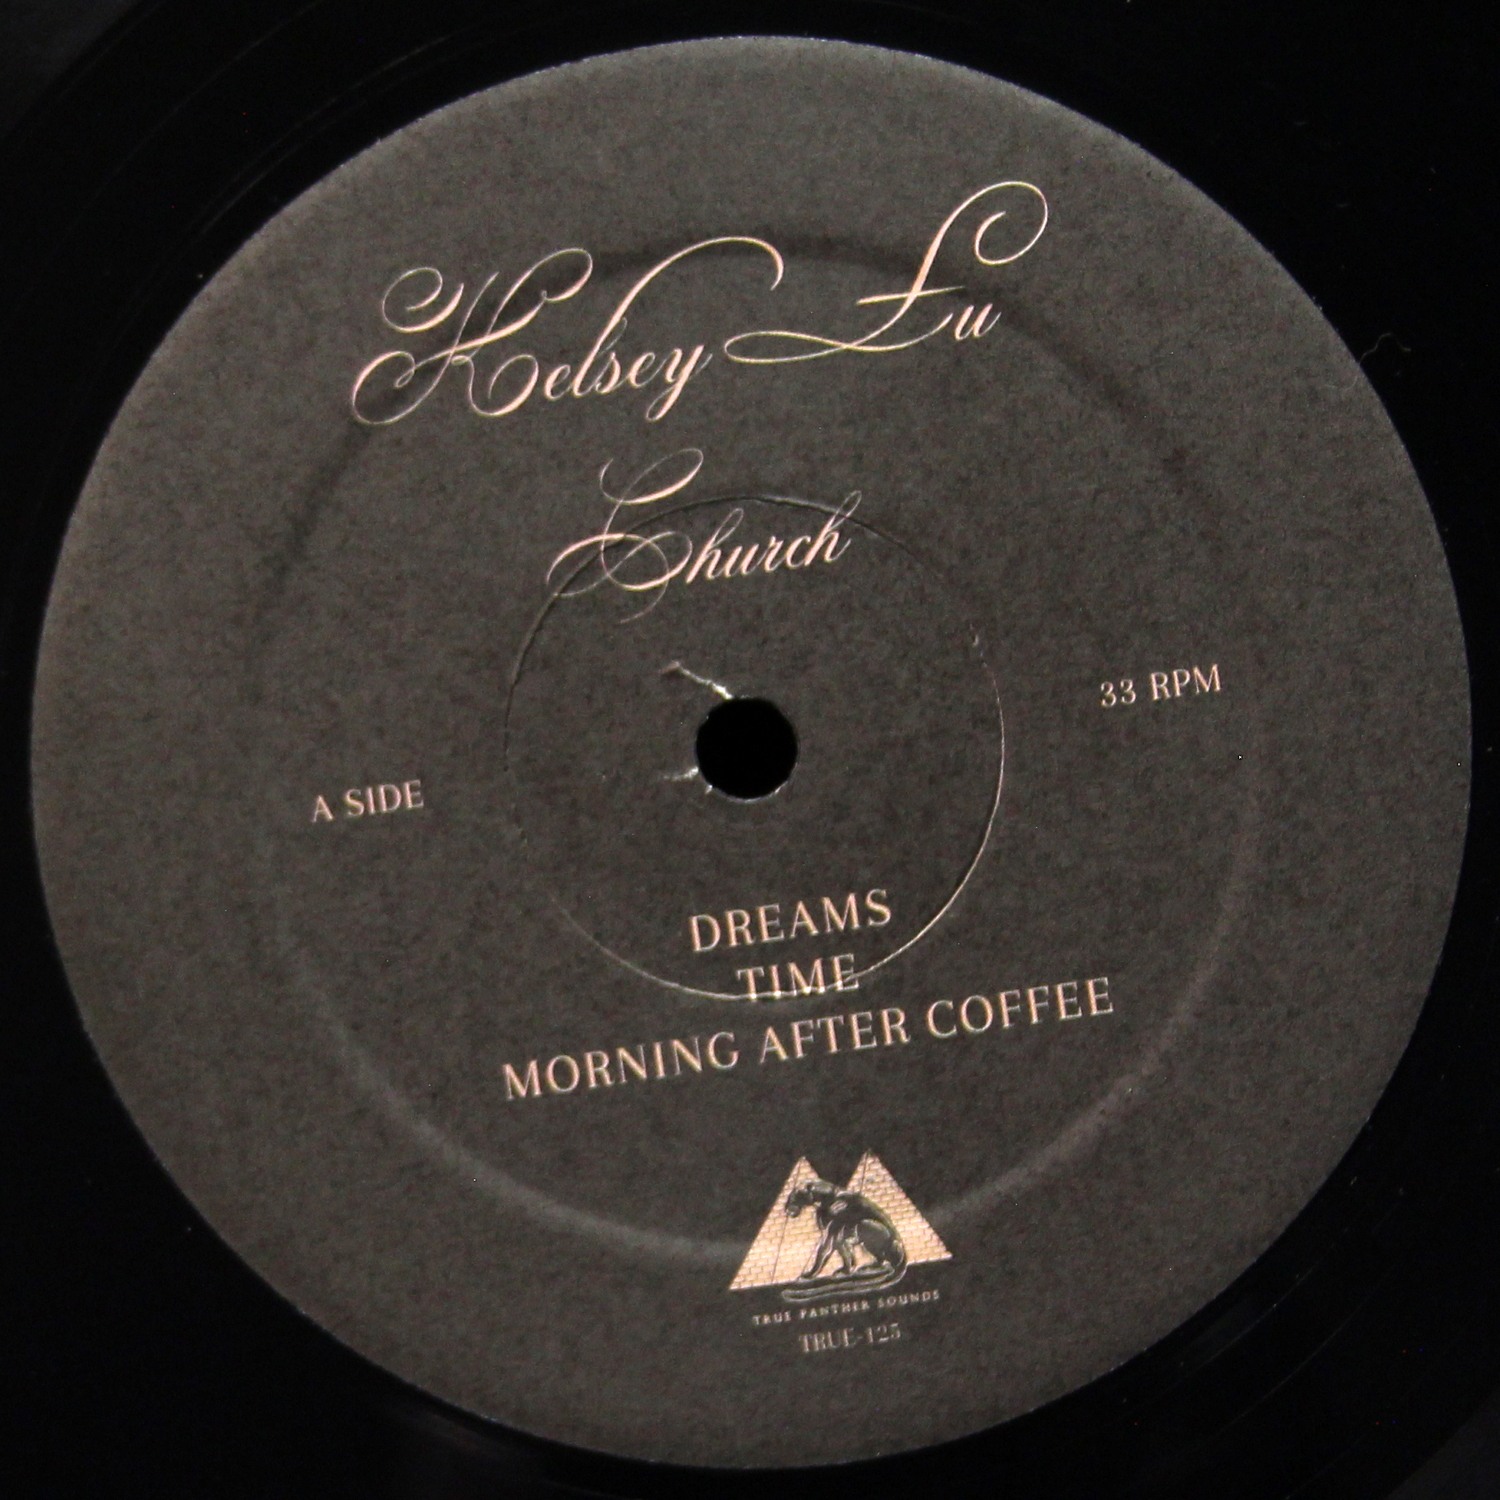 Kelsey Lu
Church
33 RPM
A SIDE
DREAMS
TIME
MORNING AFTER COFFEE
TRUE PANTHER SOUNDS
TRUE-125